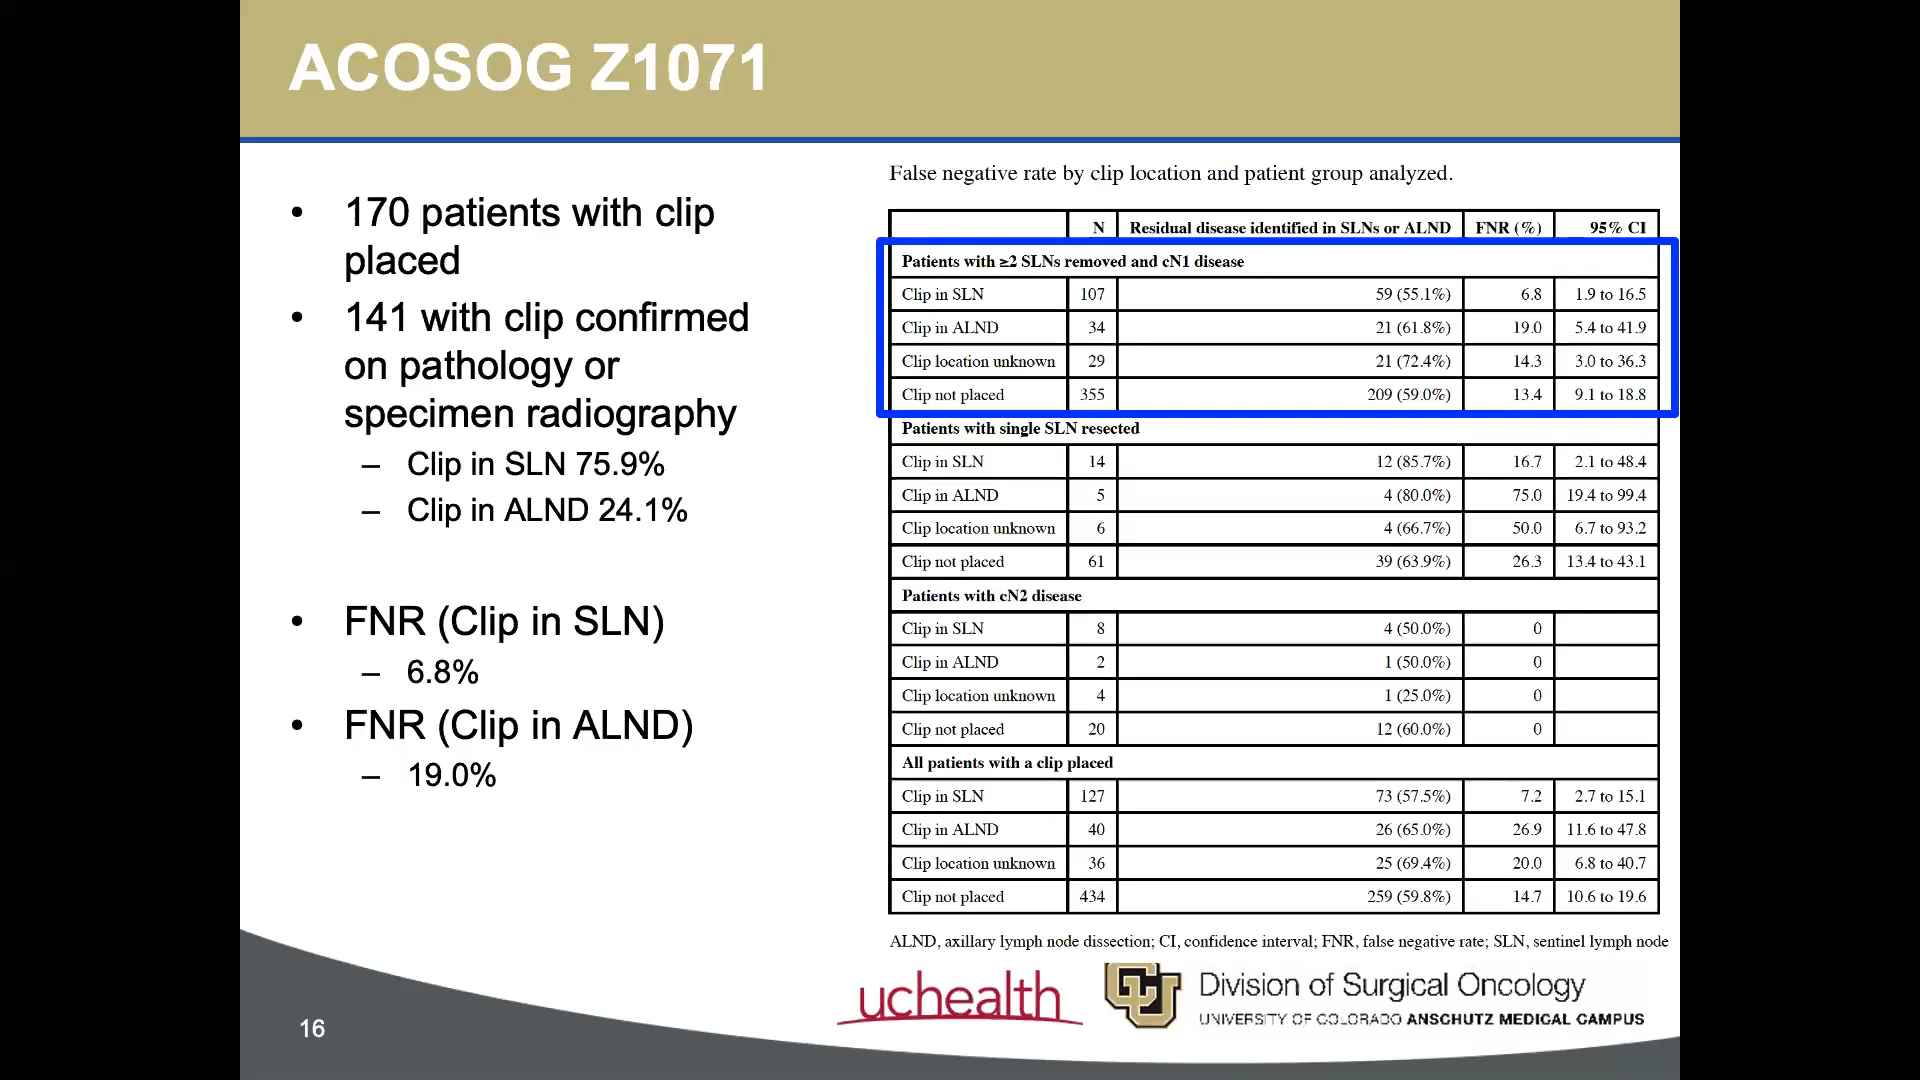 ACOSOG Z1071
• 170 patients with clip
placed
• 141 with clip confirmed
on pathology or
specimen radiography
– Clip in SLN 75.9%
– Clip in ALND 24.1%
• FNR (Clip in SLN)
– 6.8%
• FNR (Clip in ALND)
– 19.0%
False negative rate by clip location and patient group analyzed.
N Residual disease identified in SLNs or ALND FNR (%) 95% CI
Patients with ≥2 SLNs removed and cN1 disease
Clip in SLN 107 59 (55.1%) 6.8 1.9 to 16.5
Clip in ALND 34 21 (61.8%) 19.0 5.4 to 41.9
Clip location unknown 29 21 (72.4%) 14.3 3.0 to 36.3
Clip not placed 355 209 (59.0%) 13.4 9.1 to 18.8
Patients with single SLN resected
Clip in SLN 14 12 (85.7%) 16.7 2.1 to 48.4
Clip in ALND 5 4 (80.0%) 75.0 19.4 to 99.4
Clip location unknown 6 4 (66.7%) 50.0 6.7 to 93.2
Clip not placed 61 39 (63.9%) 26.3 13.4 to 43.1
Patients with cN2 disease
Clip in SLN 8 4 (50.0%) 0
Clip in ALND 2 1 (50.0%) 0
Clip location unknown 4 1 (25.0%) 0
Clip not placed 20 12 (60.0%) 0
All patients with a clip placed
Clip in SLN 127 73 (57.5%) 7.2 2.7 to 15.1
Clip in ALND 40 26 (65.0%) 26.9 11.6 to 47.8
Clip location unknown 36 25 (69.4%) 20.0 6.8 to 40.7
Clip not placed 434 259 (59.8%) 14.7 10.6 to 19.6
ALND, axillary lymph node dissection; CI, confidence interval; FNR, false negative rate; SLN, sentinel lymph node
uchealth
CU
Division of Surgical Oncology
UNIVERSITY OF COLORADO ANSCHUTZ MEDICAL CAMPUS
16